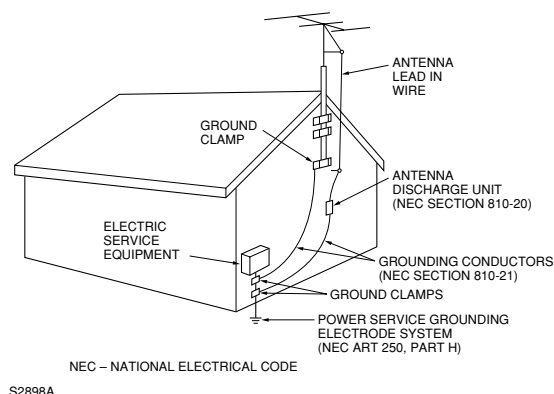 ANTENNA
LEAD IN
WIRE
GROUND
CLAMP
ANTENNA
DISCHARGE UNIT
(NEC SECTION 810-20)
ELECTRIC
SERVICE
EQUIPMENT
GROUNDING CONDUCTORS
(NEC SECTION 810-21)
GROUND CLAMPS
POWER SERVICE GROUNDING
ELECTRODE SYSTEM
(NEC ART 250, PART H)
NEC – NATIONAL ELECTRICAL CODE
S2898A